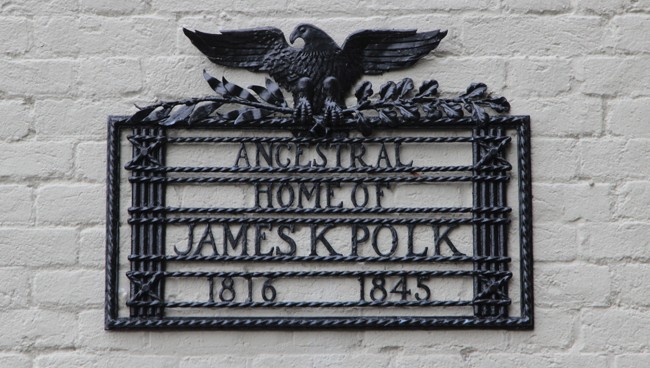 ANCESTRAL
HOME OF
JAMES K POLK
1816 1845